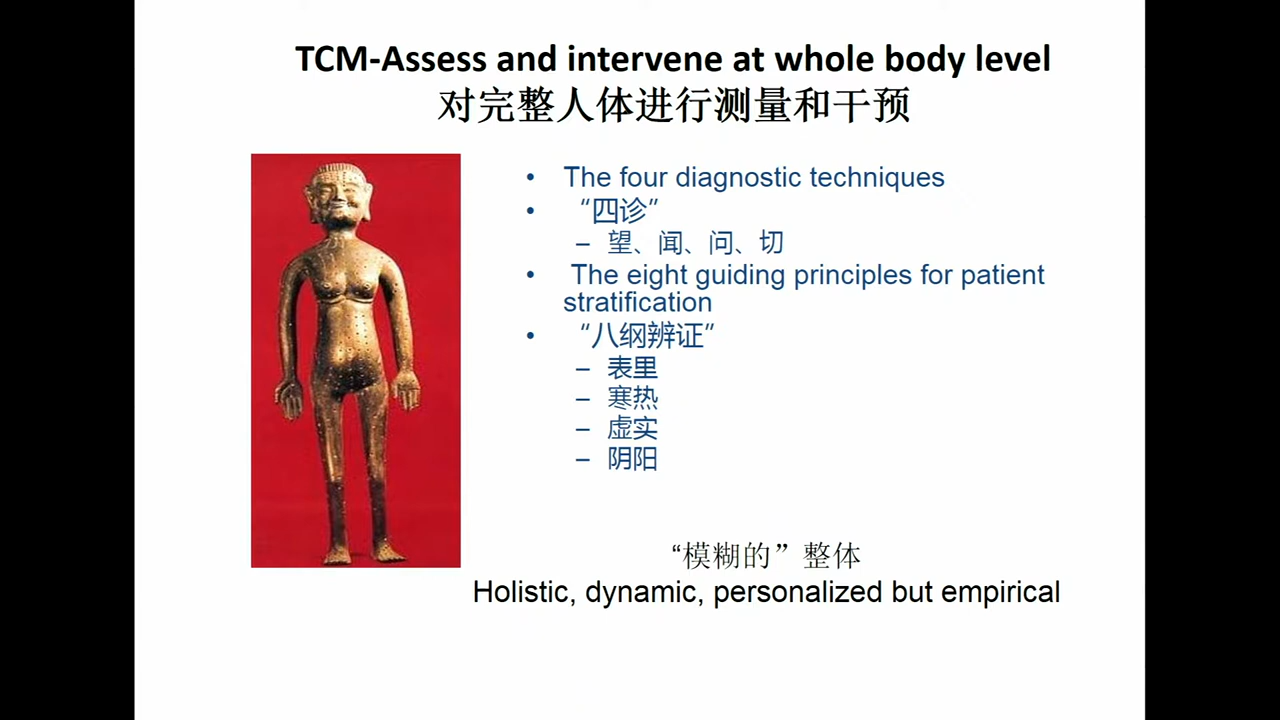 TCM-Assess and intervene at whole body level
对完整人体进行测量和干预
• The four diagnostic techniques
• “四诊”
– 望、闻、问、切
• The eight guiding principles for patient
stratification
• “八纲辨证”
– 表里
– 寒热
– 虚实
– 阴阳
“模糊的”整体
Holistic, dynamic, personalized but empirical